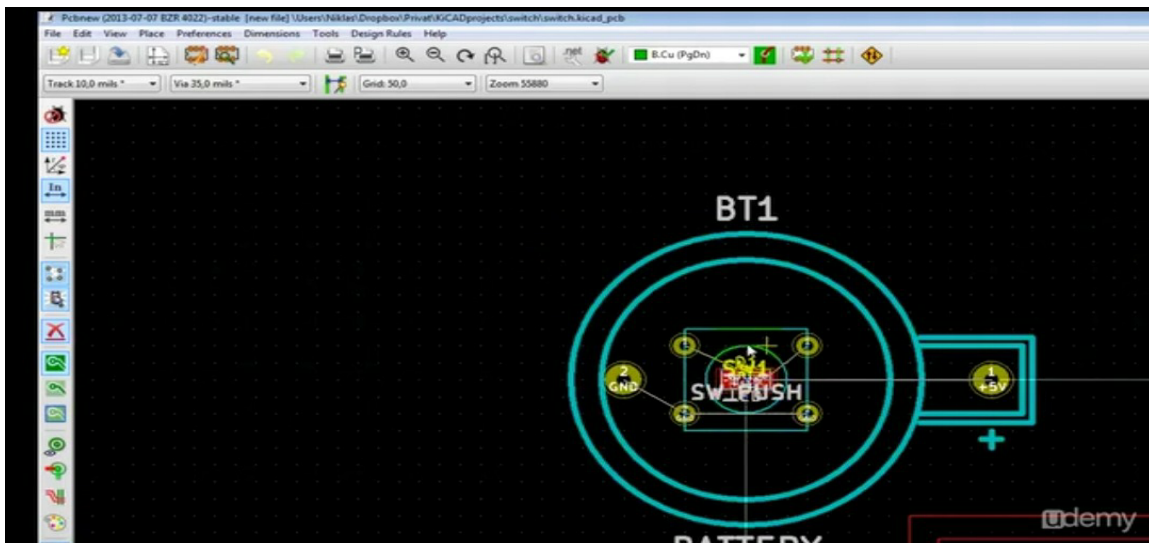 Pcbnew (2013-07-07 BZR 4022)-stable [new file] \Users\Niklas\Dropbox\Privat\KiCADprojects\switch\switch.kicad_pcb
File Edit View Place Preferences Dimensions Tools Design Rules Help
.net
B.Cu (PgDn)
Track 10,0 mils *
Via 35,0 mils *
Grid: 50,0
Zoom 55880
In
mm
BT1
2
GND
SW_PUSH
1
+5V
+
BATTERY
udemy